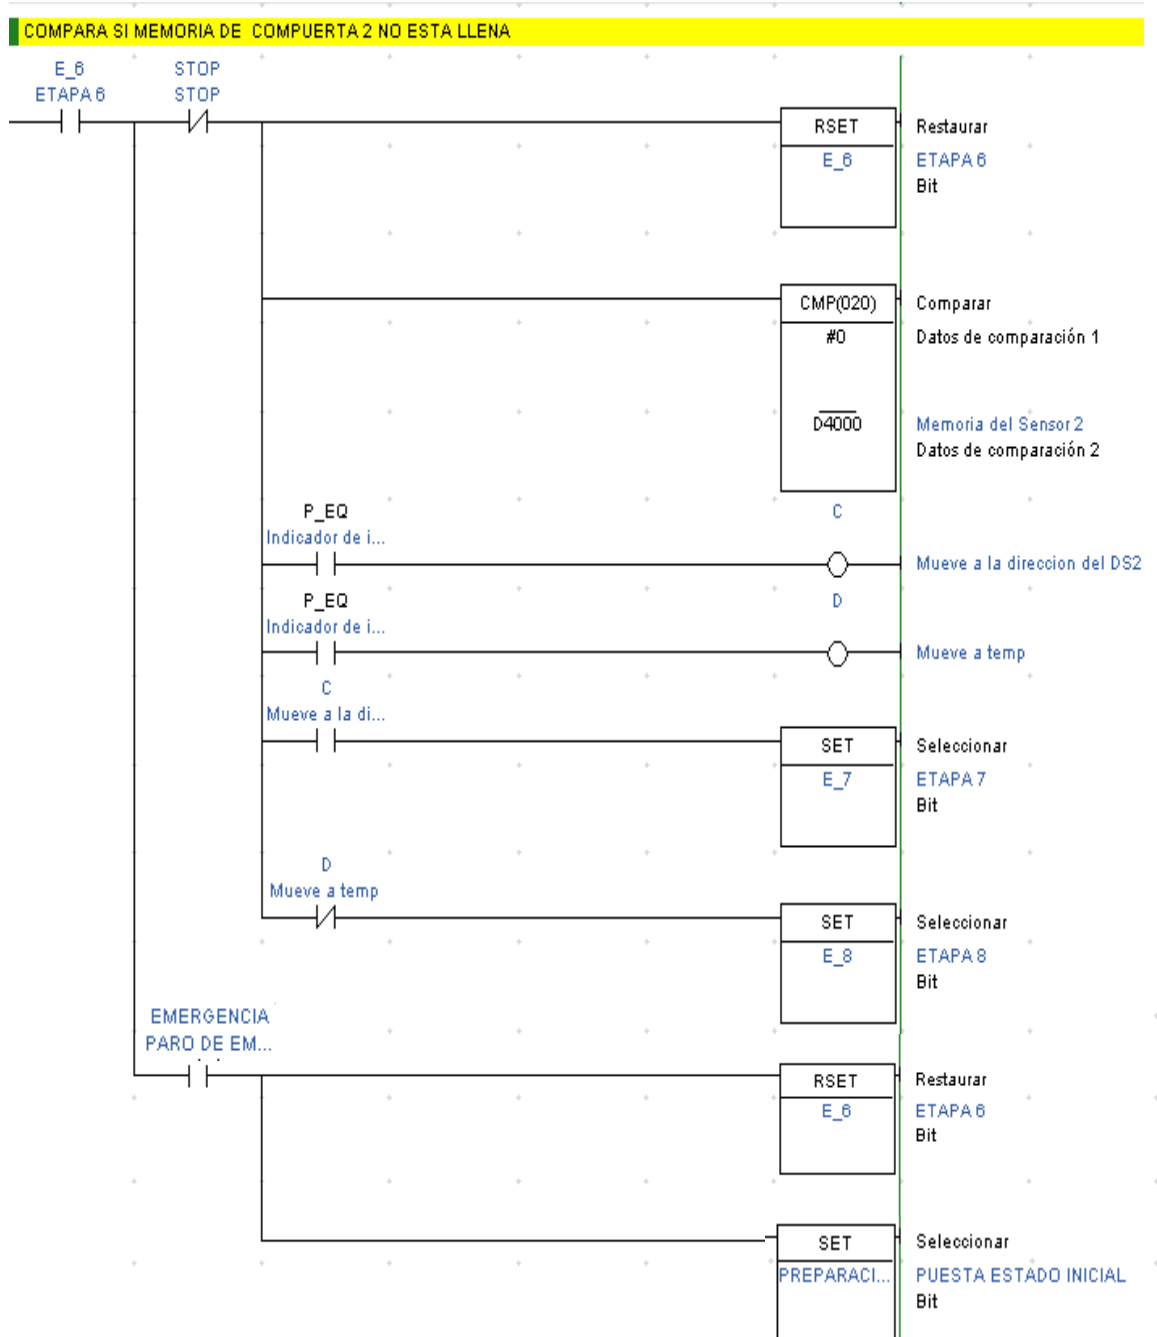 COMPARA SI MEMORIA DE COMPUERTA 2 NO ESTA LLENA
E_6
ETAPA 6
STOP
STOP
RSET
Restaurar
E_6
ETAPA 6
Bit
CMP(020)
Comparar
#0
Datos de comparación 1
D4000
Memoria del Sensor 2
Datos de comparación 2
P_EQ
Indicador de i...
C
Mueve a la direccion del DS2
P_EQ
Indicador de i...
D
Mueve a temp
C
Mueve a la di...
SET
Seleccionar
E_7
ETAPA 7
Bit
D
Mueve a temp
SET
Seleccionar
E_8
ETAPA 8
Bit
EMERGENCIA
PARO DE EM...
RSET
Restaurar
E_6
ETAPA 6
Bit
SET
Seleccionar
PREPARACI...
PUESTA ESTADO INICIAL
Bit